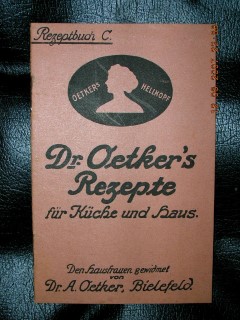 Rezeptbuch C.
OETKER'S HELLKOPF
Dr. Oetker's
Rezepte
für Küche und Haus.
Den Hausfrauen gewidmet
von
Dr. A. Oetker, Bielefeld.